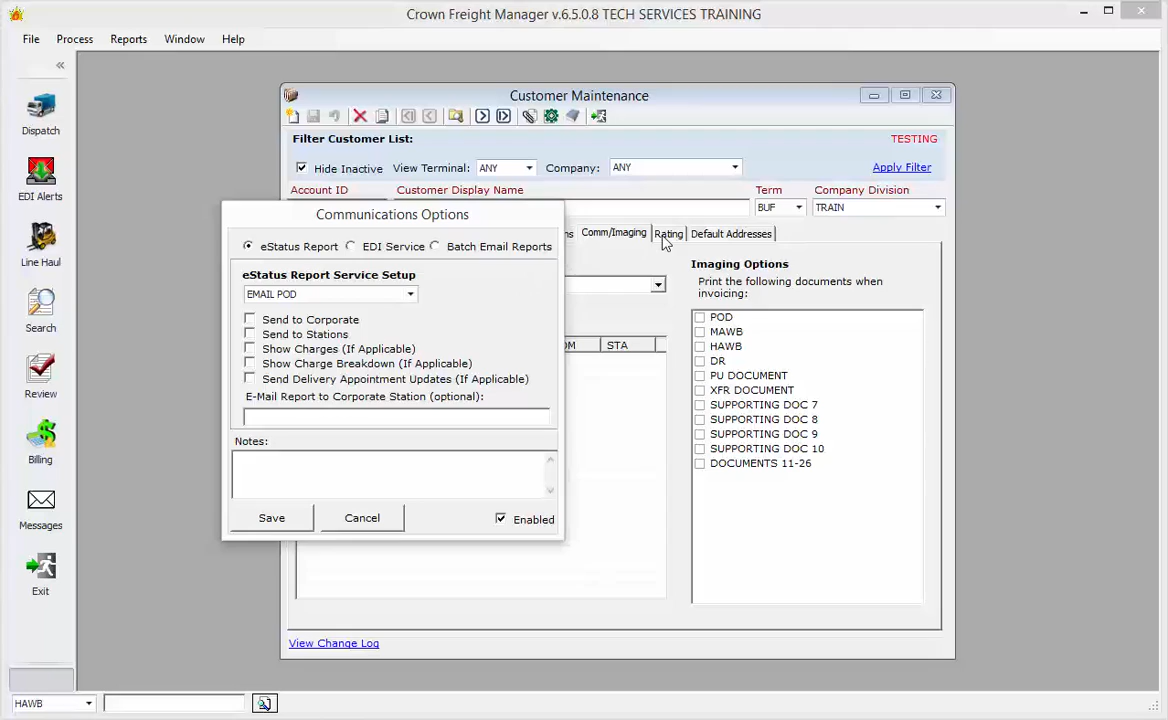 Crown Freight Manager v.6.5.0.8 TECH SERVICES TRAINING
File Process Reports Window Help
«
Dispatch
EDI Alerts
Line Haul
Search
Review
Billing
Messages
Exit
Customer Maintenance
Filter Customer List:
TESTING
Hide Inactive View Terminal: ANY Company: ANY Apply Filter
Account ID Customer Display Name Term Company Division
BUF TRAIN
Comm/Imaging Rating Default Addresses
Communications Options
eStatus Report EDI Service Batch Email Reports
eStatus Report Service Setup
EMAIL POD
Send to Corporate
Send to Stations
Show Charges (If Applicable)
Show Charge Breakdown (If Applicable)
Send Delivery Appointment Updates (If Applicable)
E-Mail Report to Corporate Station (optional):
Notes:
Save Cancel Enabled
STA
Imaging Options
Print the following documents when
invoicing:
POD
MAWB
HAWB
DR
PU DOCUMENT
XFR DOCUMENT
SUPPORTING DOC 7
SUPPORTING DOC 8
SUPPORTING DOC 9
SUPPORTING DOC 10
DOCUMENTS 11-26
View Change Log
HAWB